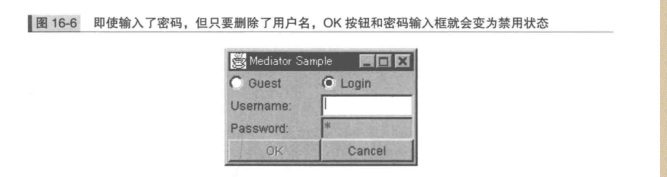 图 16-6 即使输入了密码，但只要删除了用户名，OK 按钮和密码输入框就会变为禁用状态
Mediator Sample
Guest Login
Username:
Password: *
OK Cancel